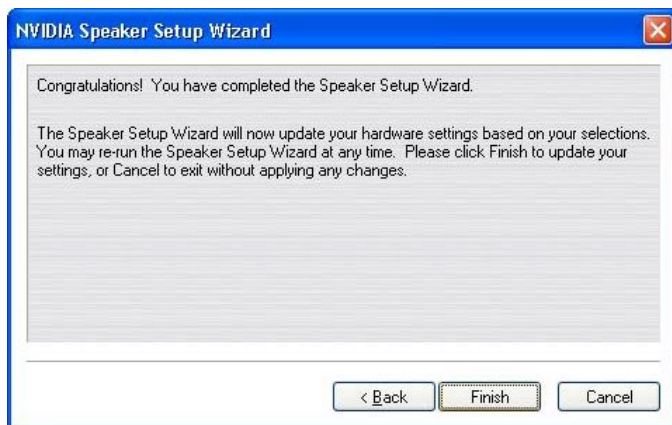 NVIDIA Speaker Setup Wizard
Congratulations! You have completed the Speaker Setup Wizard.
The Speaker Setup Wizard will now update your hardware settings based on your selections.
You may re-run the Speaker Setup Wizard at any time. Please click Finish to update your
settings, or Cancel to exit without applying any changes.
< Back Finish Cancel